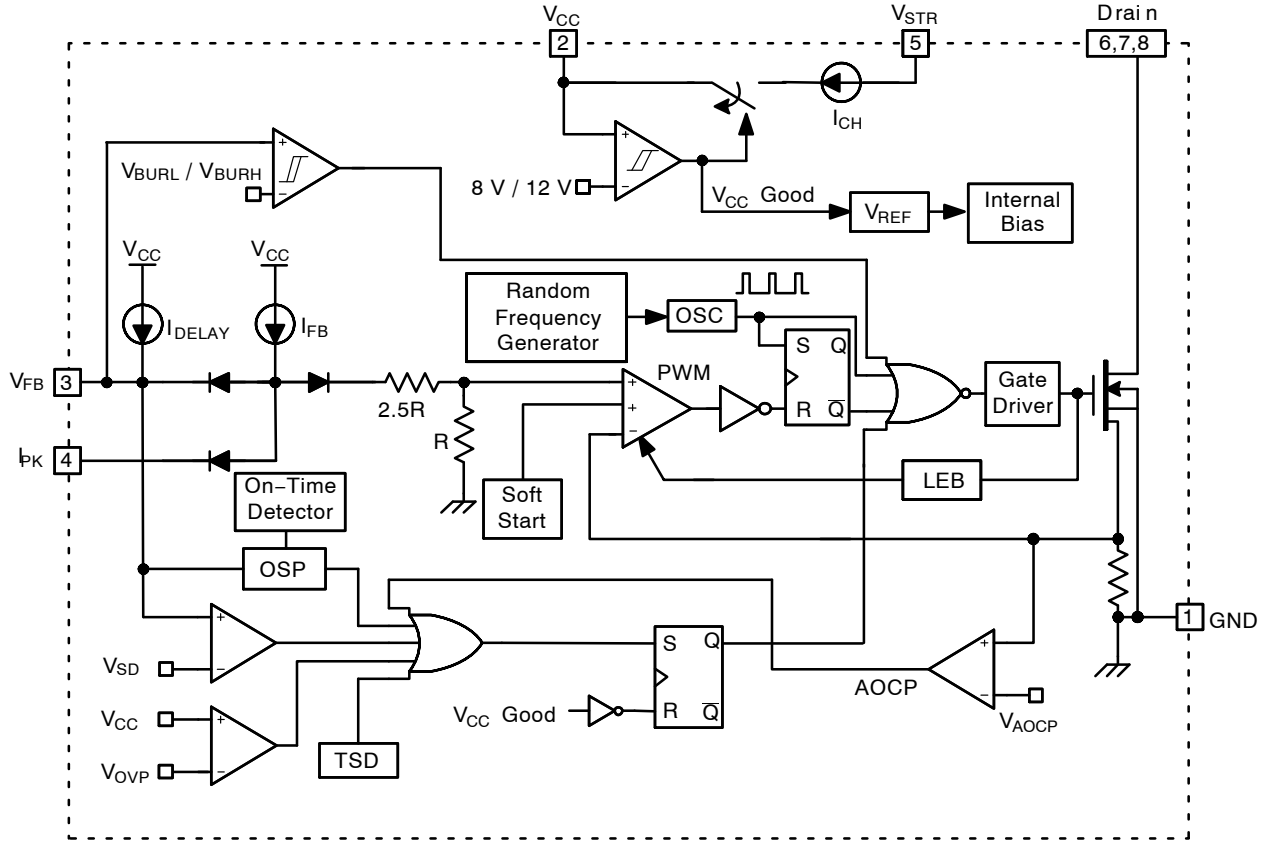 VCC
2
VSTR
5
Drain
6,7,8
ICH
VBURL / VBURH
+
−
8 V / 12 V
+
−
VCC Good
VREF
Internal
Bias
VCC
VCC
IDELAY
IFB
Random
Frequency
Generator
OSC
S Q
R Q̅
VFB
3
2.5R
R
PWM
+
+
−
Gate
Driver
IPK
4
LEB
On−Time
Detector
Soft
Start
OSP
1
GND
VSD
+
−
S Q
R Q̅
VCC Good
AOCP
+
−
VAOCP
VCC
VOVP
+
−
TSD